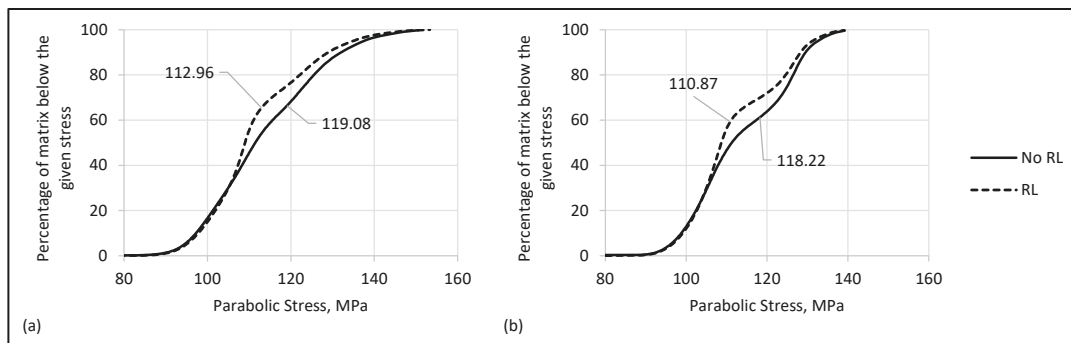 Percentage of matrix below the
given stress
100
80
60
40
20
0
112.96
119.08
80 100 120 140 160
Parabolic Stress, MPa
(a)
Percentage of matrix below the
given stress
100
80
60
40
20
0
110.87
118.22
80 100 120 140 160
Parabolic Stress, MPa
(b)
No RL
RL